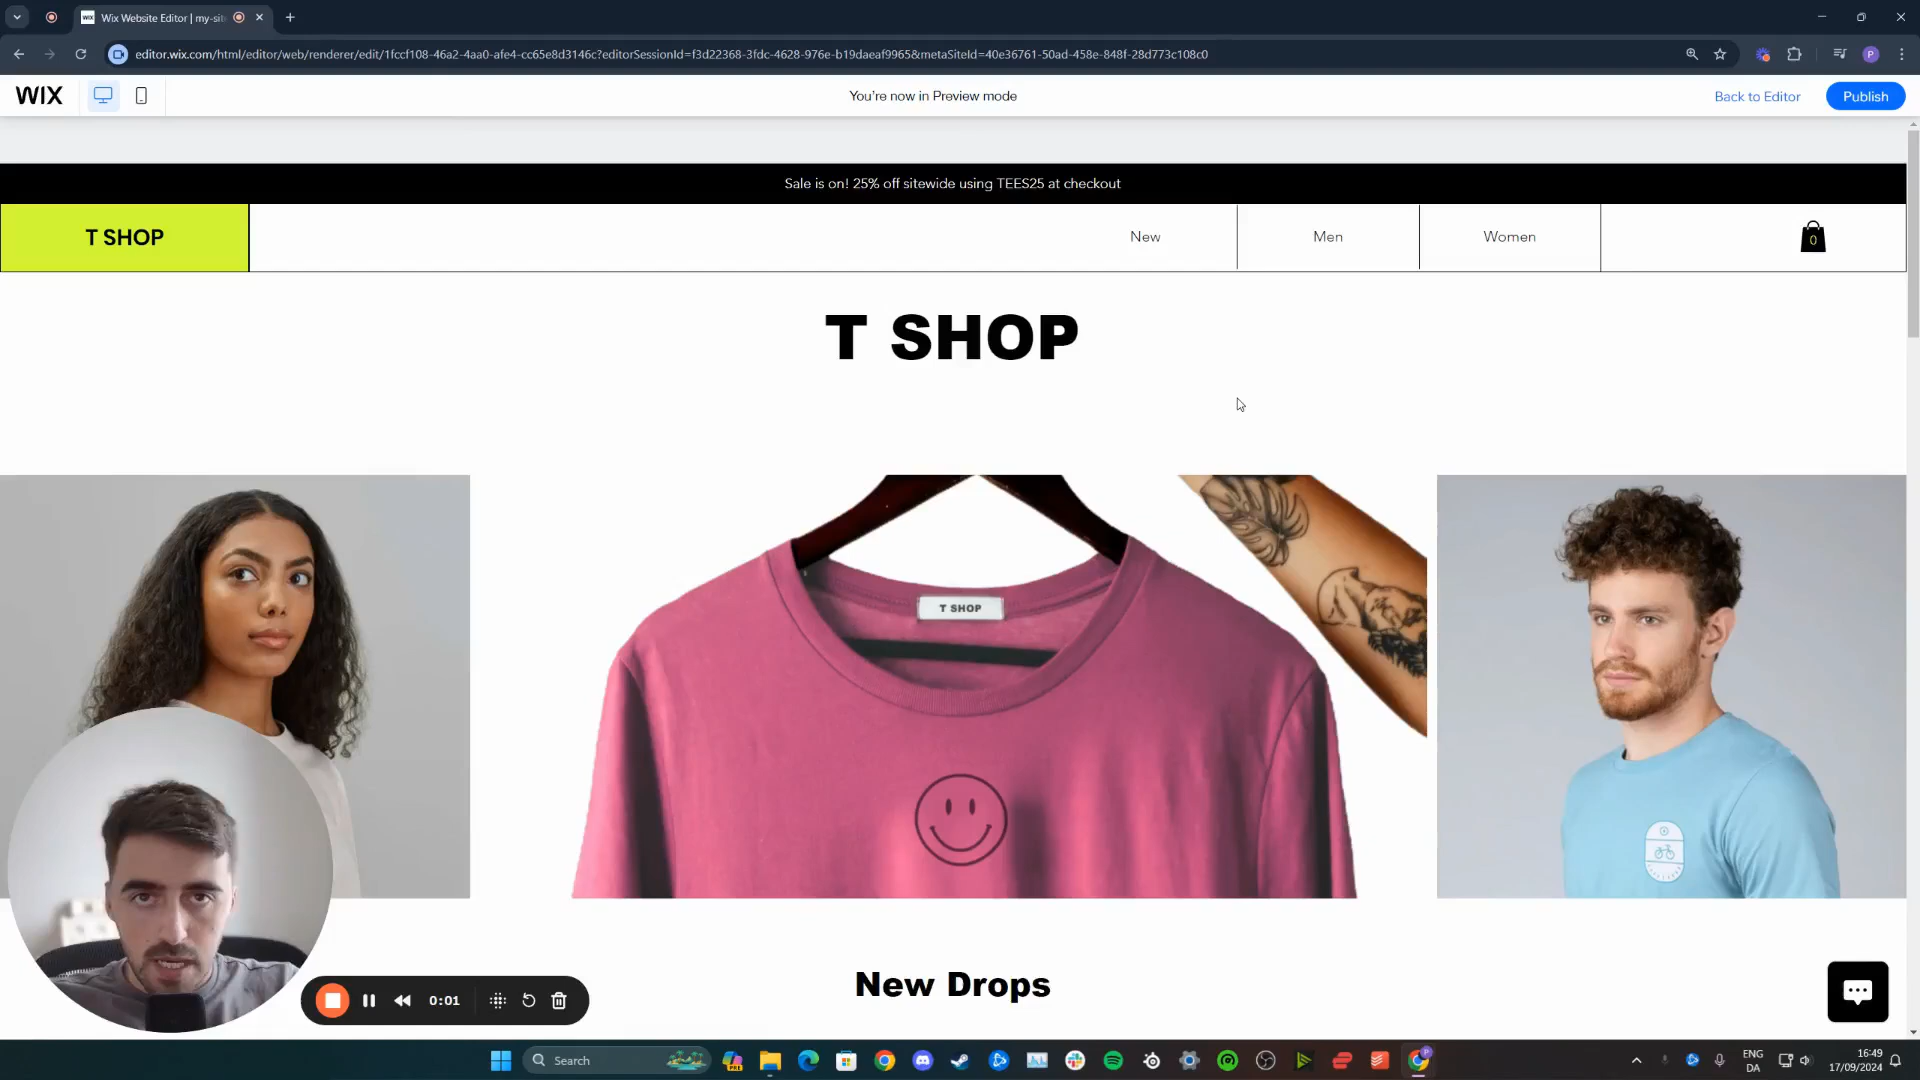 Wix Website Editor | my-sit
editor.wix.com/html/editor/web/renderer/edit/1fccf108-46a2-4aa0-afe4-cc65e8d3146c?editorSessionId=f3d22368-3fdc-4628-976e-b19daeaf9965&metaSiteId=40e36761-50ad-458e-848f-28d773c108c0
P
WIX
You're now in Preview mode
Back to Editor
Publish
Sale is on! 25% off sitewide using TEES25 at checkout
T SHOP
New
Men
Women
0
T SHOP
T SHOP
New Drops
0:01
Search
PRE
P
ENG
DA
16:49
17/09/2024